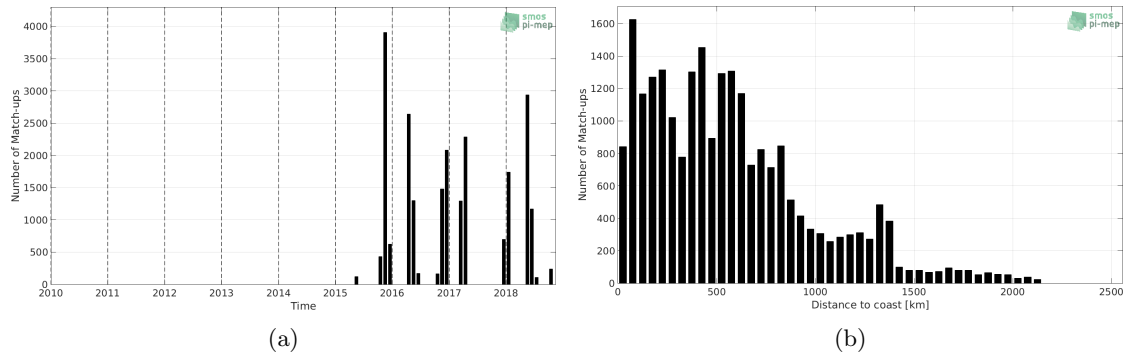 smos
pi-mep
Number of Match-ups
4000
3500
3000
2500
2000
1500
1000
500
0
2010 2011 2012 2013 2014 2015 2016 2017 2018
Time
(a)
smos
pi-mep
Number of Match-ups
1600
1400
1200
1000
800
600
400
200
0
0 500 1000 1500 2000 2500
Distance to coast [km]
(b)